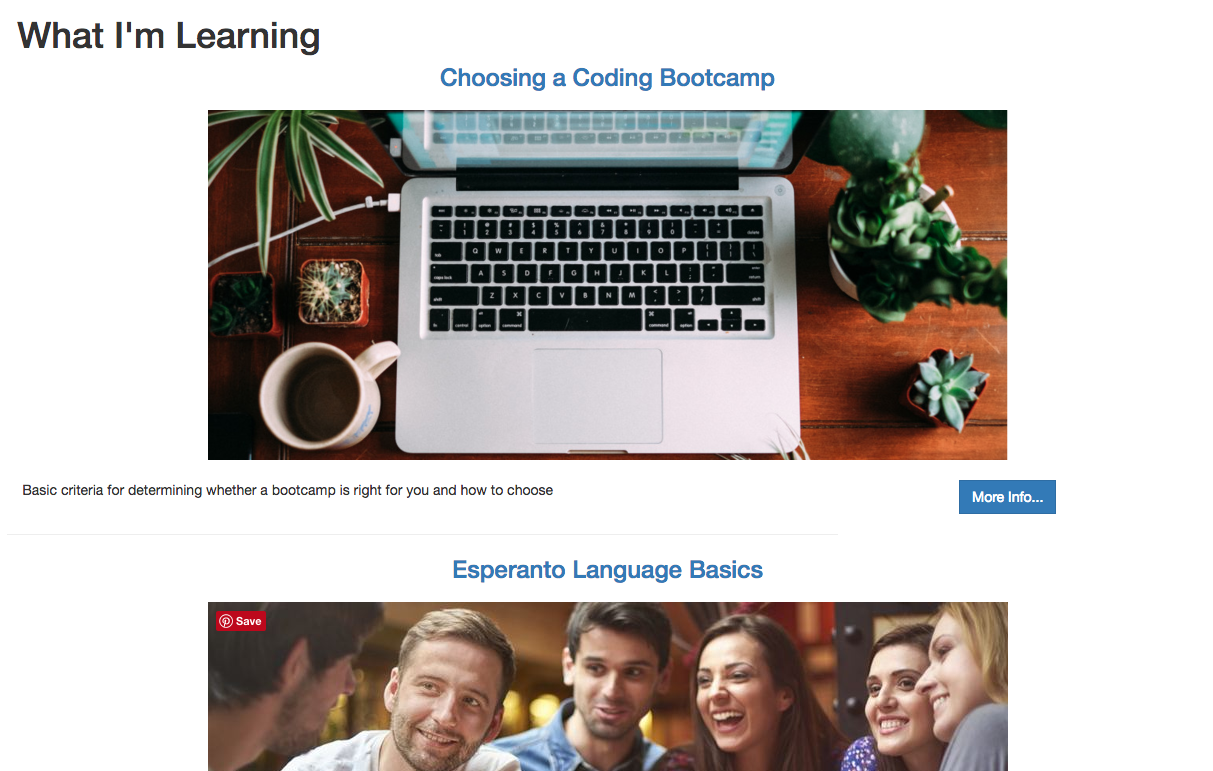 What I'm Learning
Choosing a Coding Bootcamp
Basic criteria for determining whether a bootcamp is right for you and how to choose
More Info...
Esperanto Language Basics
Save